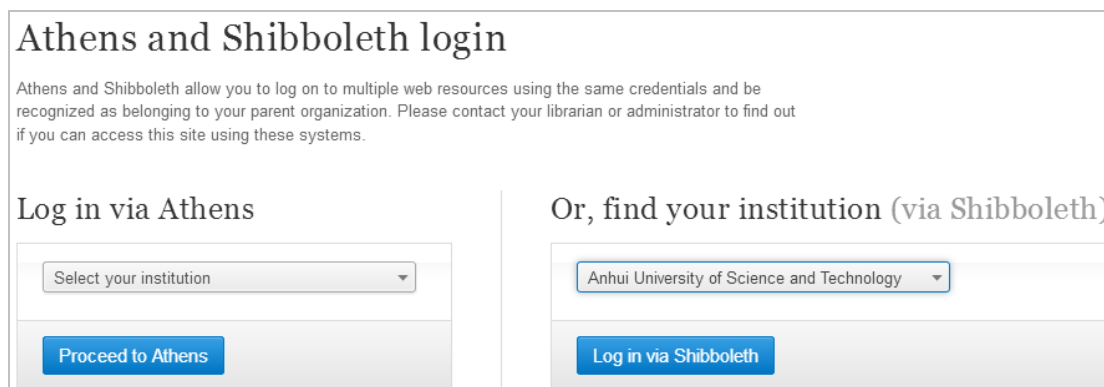 Athens and Shibboleth login
Athens and Shibboleth allow you to log on to multiple web resources using the same credentials and be
recognized as belonging to your parent organization. Please contact your librarian or administrator to find out
if you can access this site using these systems.
Log in via Athens
Select your institution
Proceed to Athens
Or, find your institution (via Shibboleth)
Anhui University of Science and Technology
Log in via Shibboleth